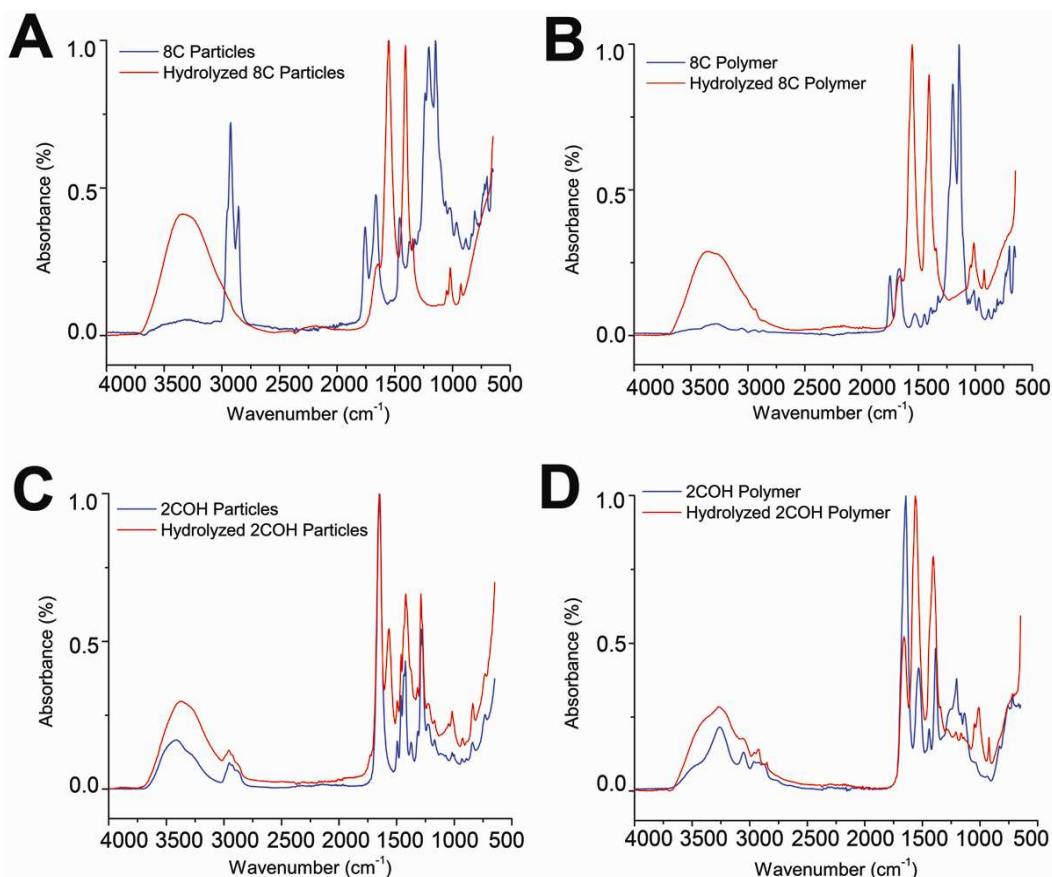 A
8C Particles
Hydrolyzed 8C Particles
1.0
0.5
0.0
Absorbance (%)
4000 3500 3000 2500 2000 1500 1000 500
Wavenumber (cm⁻¹)
B
8C Polymer
Hydrolyzed 8C Polymer
1.0
0.5
0.0
Absorbance (%)
4000 3500 3000 2500 2000 1500 1000 500
Wavenumber (cm⁻¹)
C
2COH Particles
Hydrolyzed 2COH Particles
1.0
0.5
0.0
Absorbance (%)
4000 3500 3000 2500 2000 1500 1000 500
Wavenumber (cm⁻¹)
D
2COH Polymer
Hydrolyzed 2COH Polymer
1.0
0.5
0.0
Absorbance (%)
4000 3500 3000 2500 2000 1500 1000 500
Wavenumber (cm⁻¹)